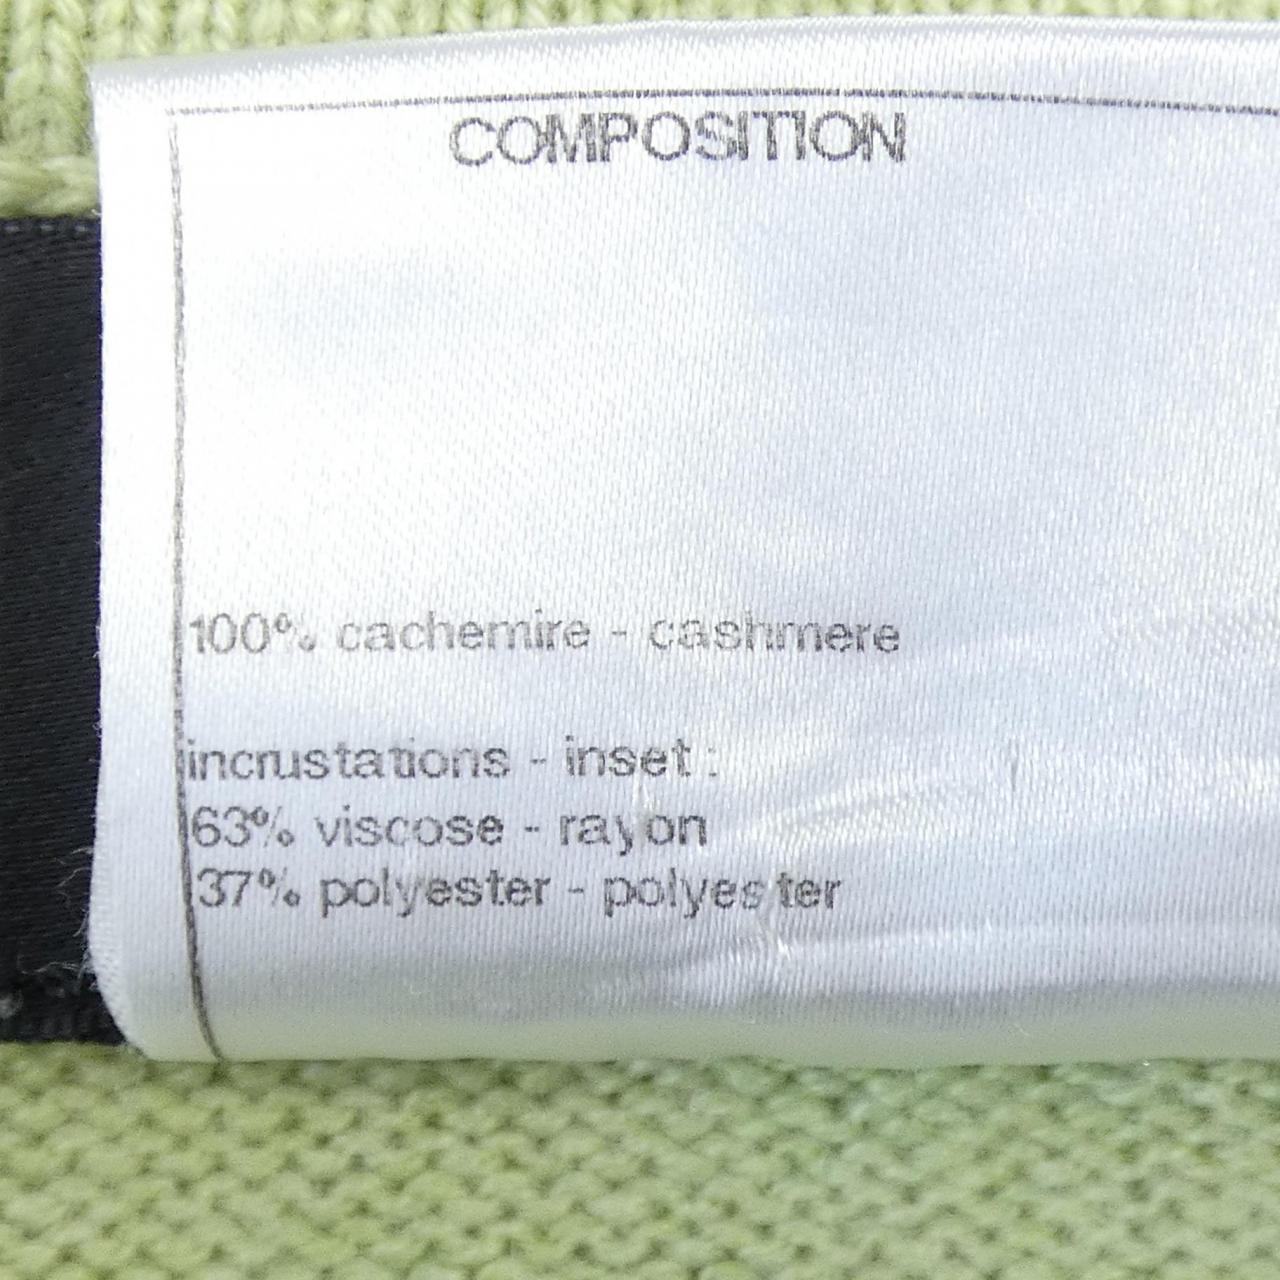 COMPOSITION
100% cachemire - cashmere
incrustations - inset :
63% viscose - rayon
37% polyester - polyester